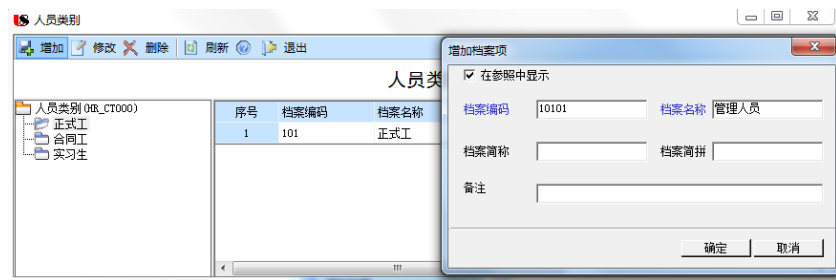 人员类别
增加 修改 删除 刷新 退出
人员类
人员类别(HR_CT000)
正式工
合同工
实习生
序号 档案编码 档案名称
1 101 正式工
增加档案项
在参照中显示
档案编码 10101 档案名称 管理人员
档案简称 档案简拼
备注
确定 取消